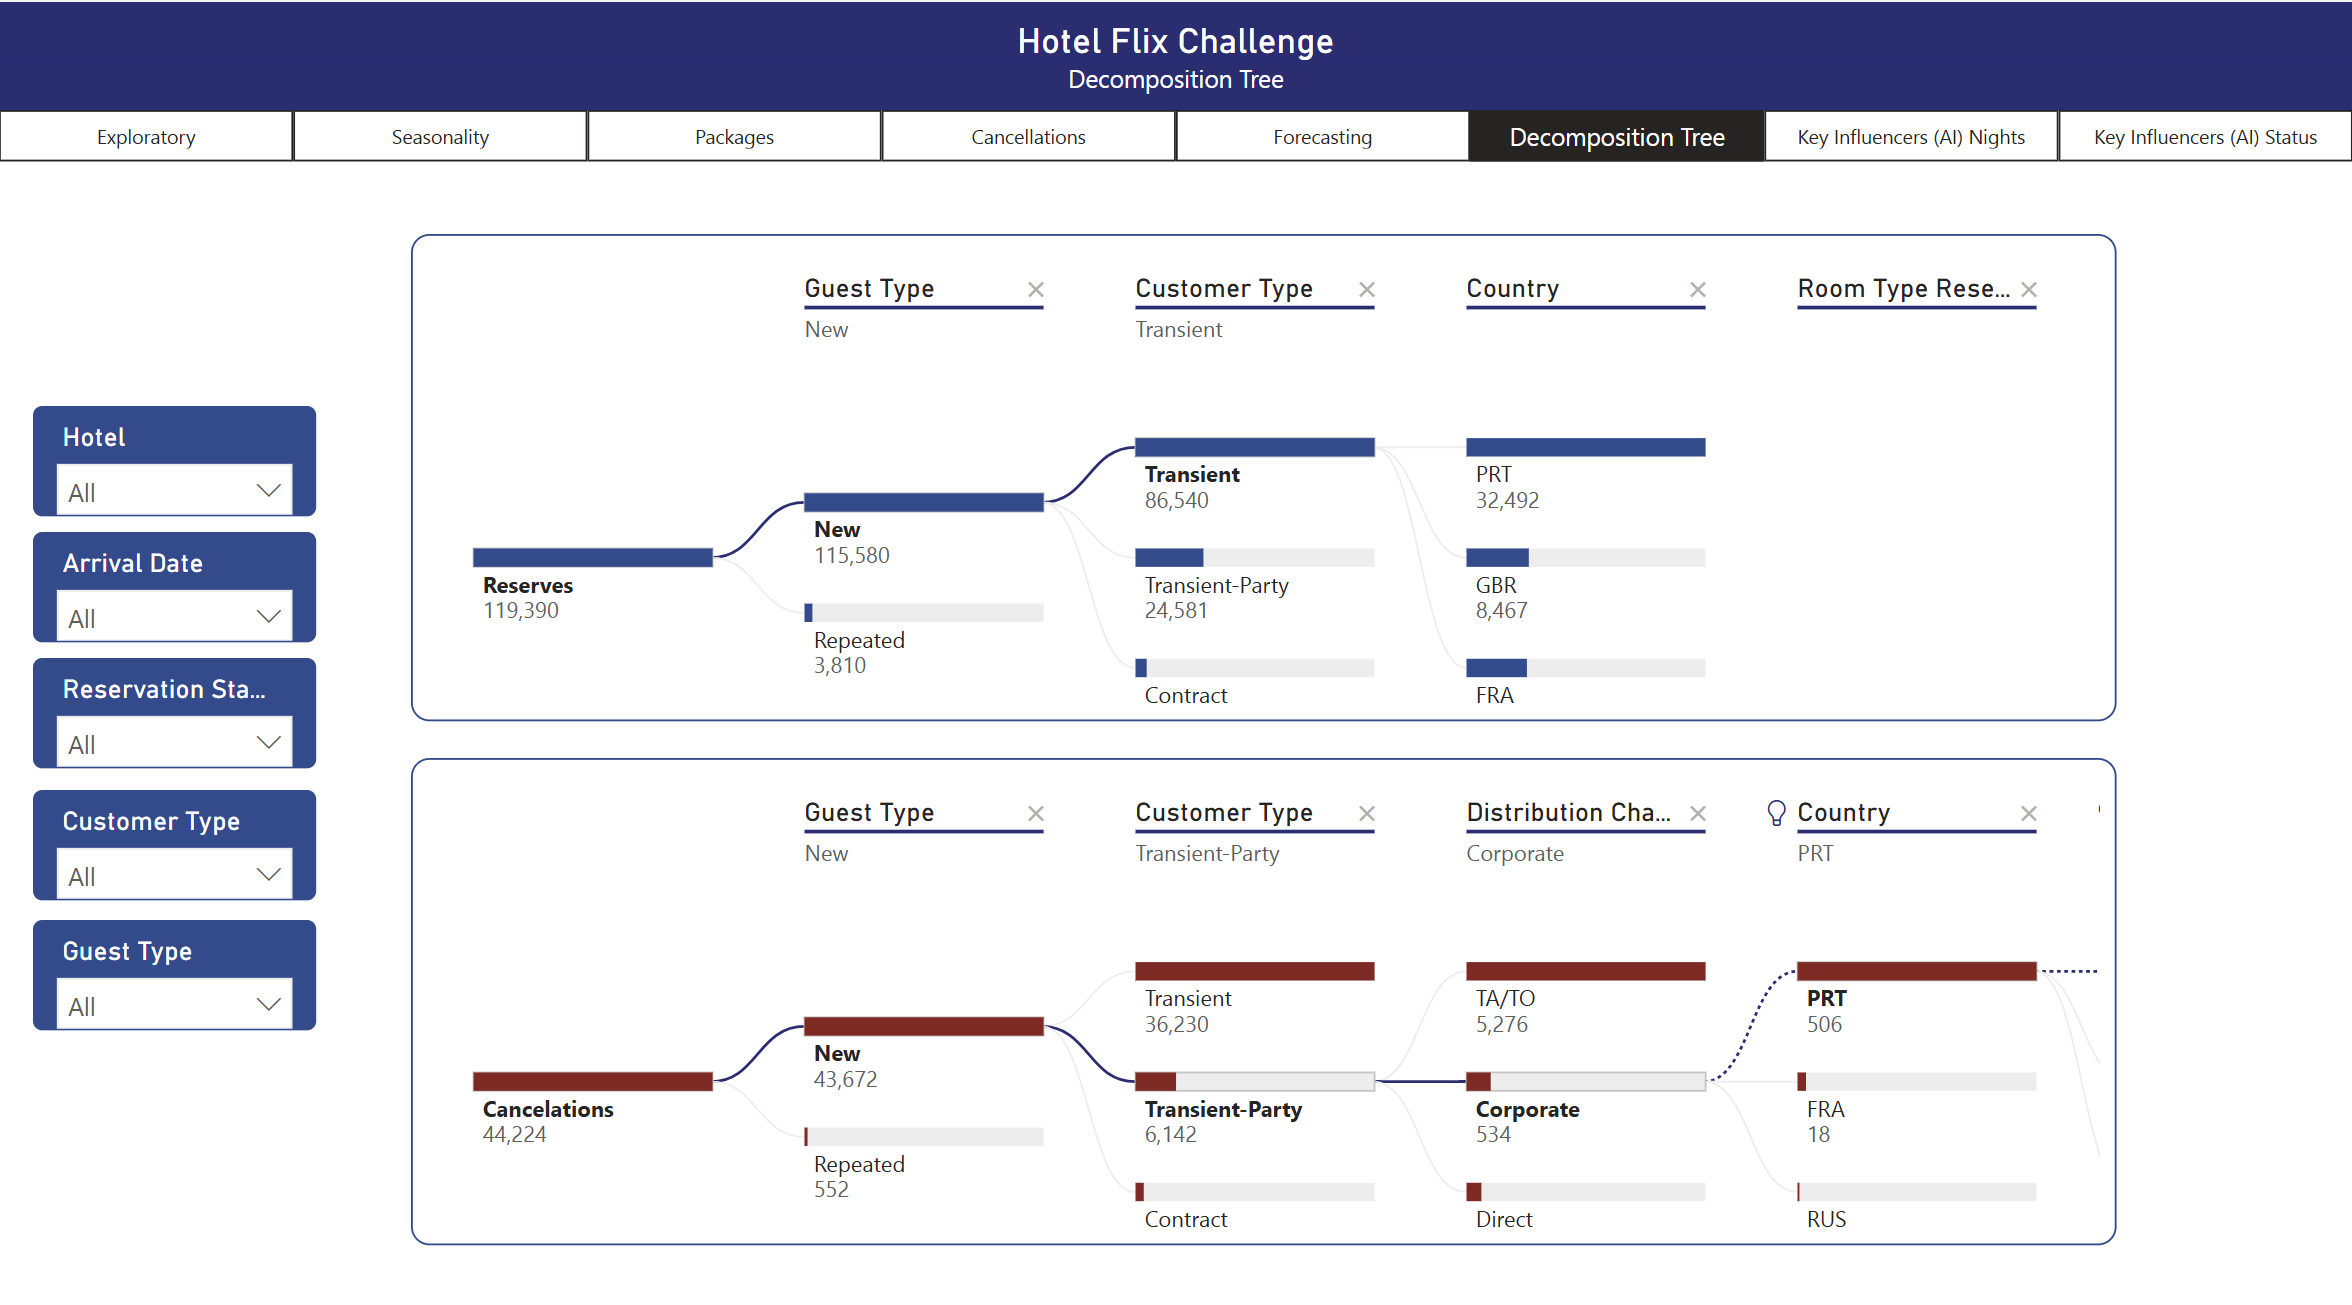 Hotel Flix Challenge
Decomposition Tree
Exploratory
Seasonality
Packages
Cancellations
Forecasting
Decomposition Tree
Key Influencers (AI) Nights
Key Influencers (AI) Status
Hotel
All
Arrival Date
All
Reservation Sta...
All
Customer Type
All
Guest Type
All
Guest Type
New
Customer Type
Transient
Country
Room Type Rese...
Reserves
119,390
New
115,580
Repeated
3,810
Transient
86,540
Transient-Party
24,581
Contract
PRT
32,492
GBR
8,467
FRA
Guest Type
New
Customer Type
Transient-Party
Distribution Cha...
Corporate
Country
PRT
Cancelations
44,224
New
43,672
Repeated
552
Transient
36,230
Transient-Party
6,142
Contract
TA/TO
5,276
Corporate
534
Direct
PRT
506
FRA
18
RUS